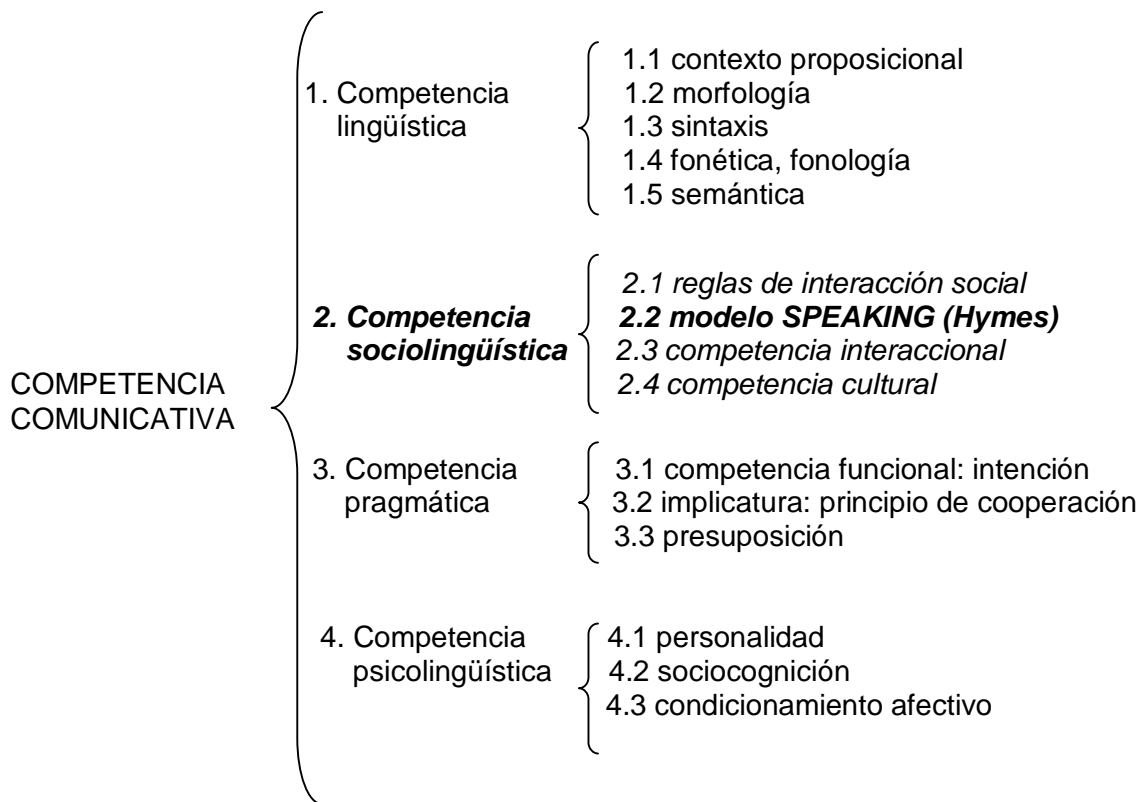 COMPETENCIA
COMUNICATIVA
1. Competencia
lingüística
1.1 contexto proposicional
1.2 morfología
1.3 sintaxis
1.4 fonética, fonología
1.5 semántica
2. Competencia
sociolingüística
2.1 reglas de interacción social
2.2 modelo SPEAKING (Hymes)
2.3 competencia interaccional
2.4 competencia cultural
3. Competencia
pragmática
3.1 competencia funcional: intención
3.2 implicatura: principio de cooperación
3.3 presuposición
4. Competencia
psicolingüística
4.1 personalidad
4.2 sociocognición
4.3 condicionamiento afectivo